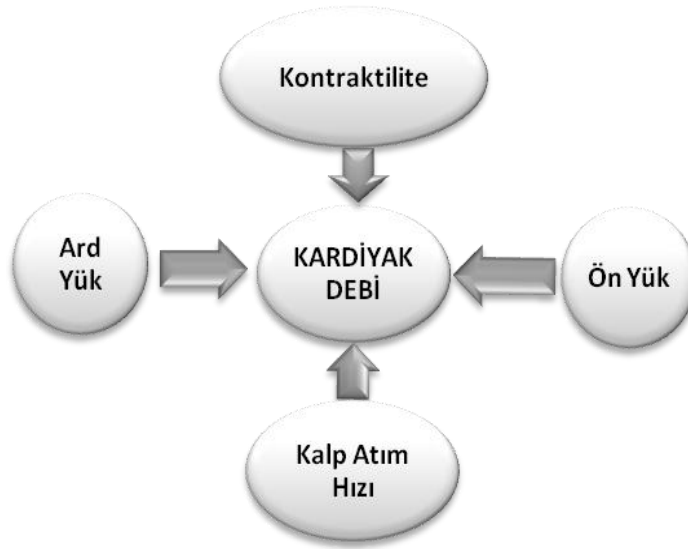 Kontraktilite
Ard
Yük
KARDİYAK
DEBİ
Ön Yük
Kalp Atım
Hızı